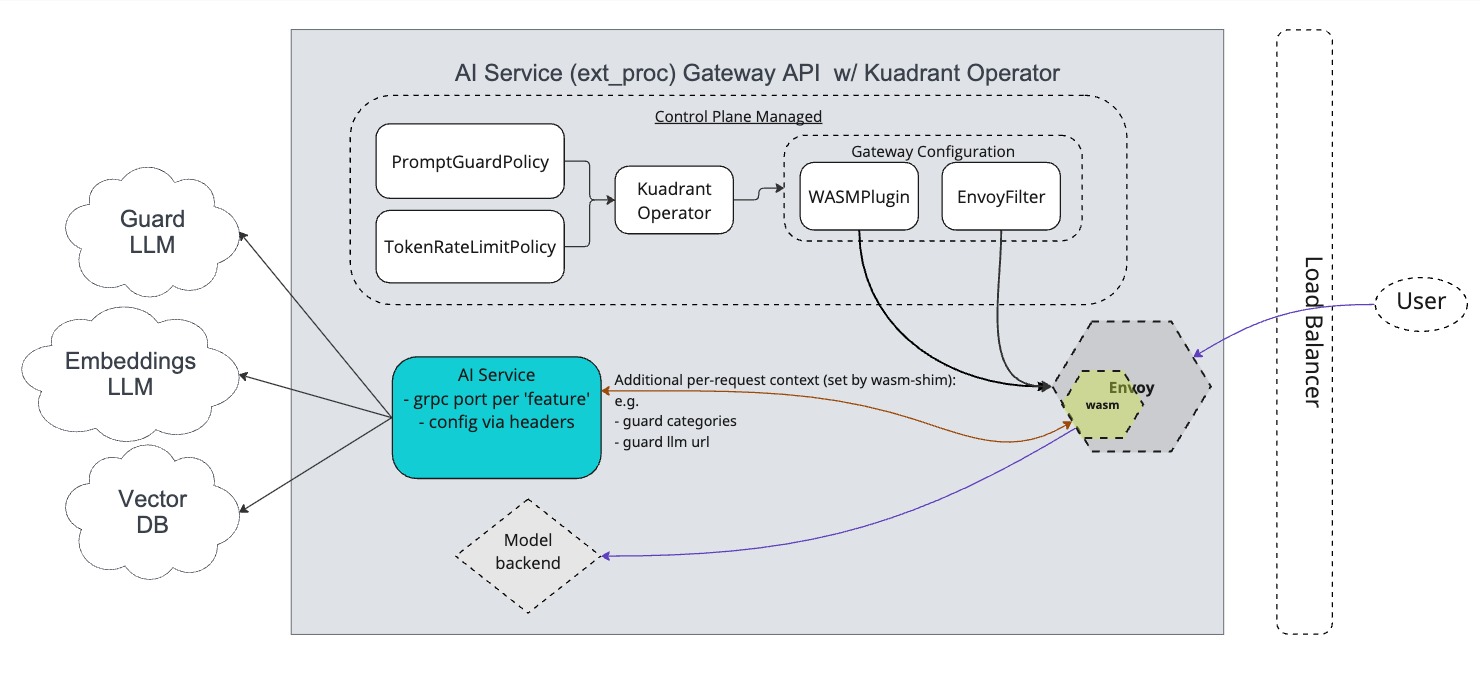 AI Service (ext_proc) Gateway API w/ Kuadrant Operator
Control Plane Managed
PromptGuardPolicy
TokenRateLimitPolicy
Kuadrant
Operator
Gateway Configuration
WASMPlugin
EnvoyFilter
Guard
LLM
Embeddings
LLM
Vector
DB
AI Service
- grpc port per 'feature'
- config via headers
Additional per-request context (set by wasm-shim):
e.g.
- guard categories
- guard llm url
Model
backend
Envoy
wasm
Load Balancer
User